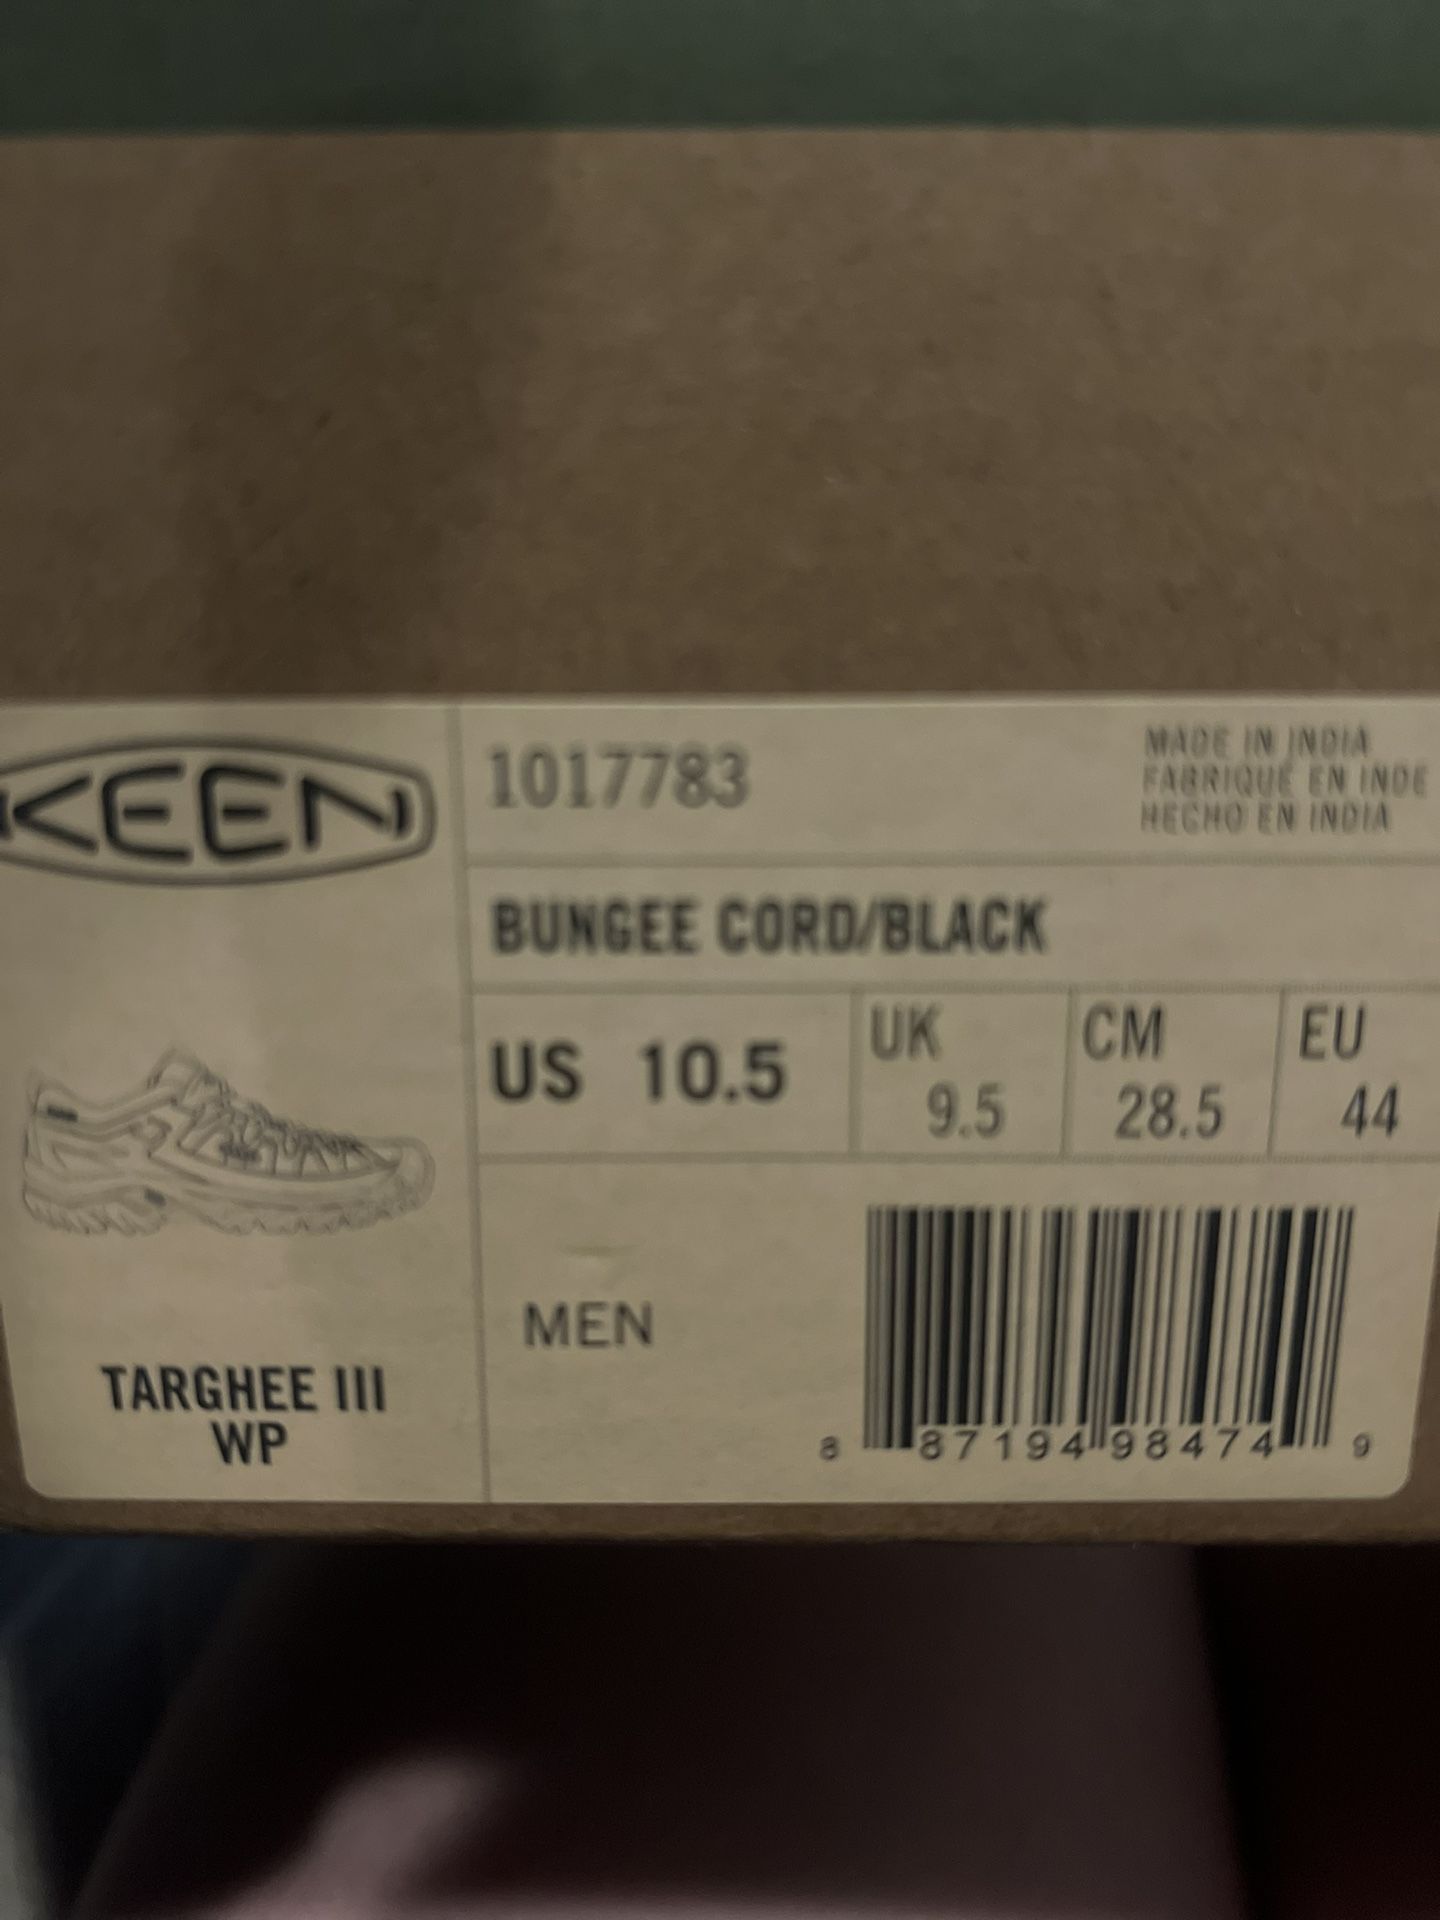 KEEN
1017783
MADE IN INDIA
FABRIQUÉ EN INDE
HECHO EN INDIA
BUNGEE CORD/BLACK
US 10.5
UK 9.5
CM 28.5
EU 44
MEN
TARGHEE III
WP
8 87194 98474 9